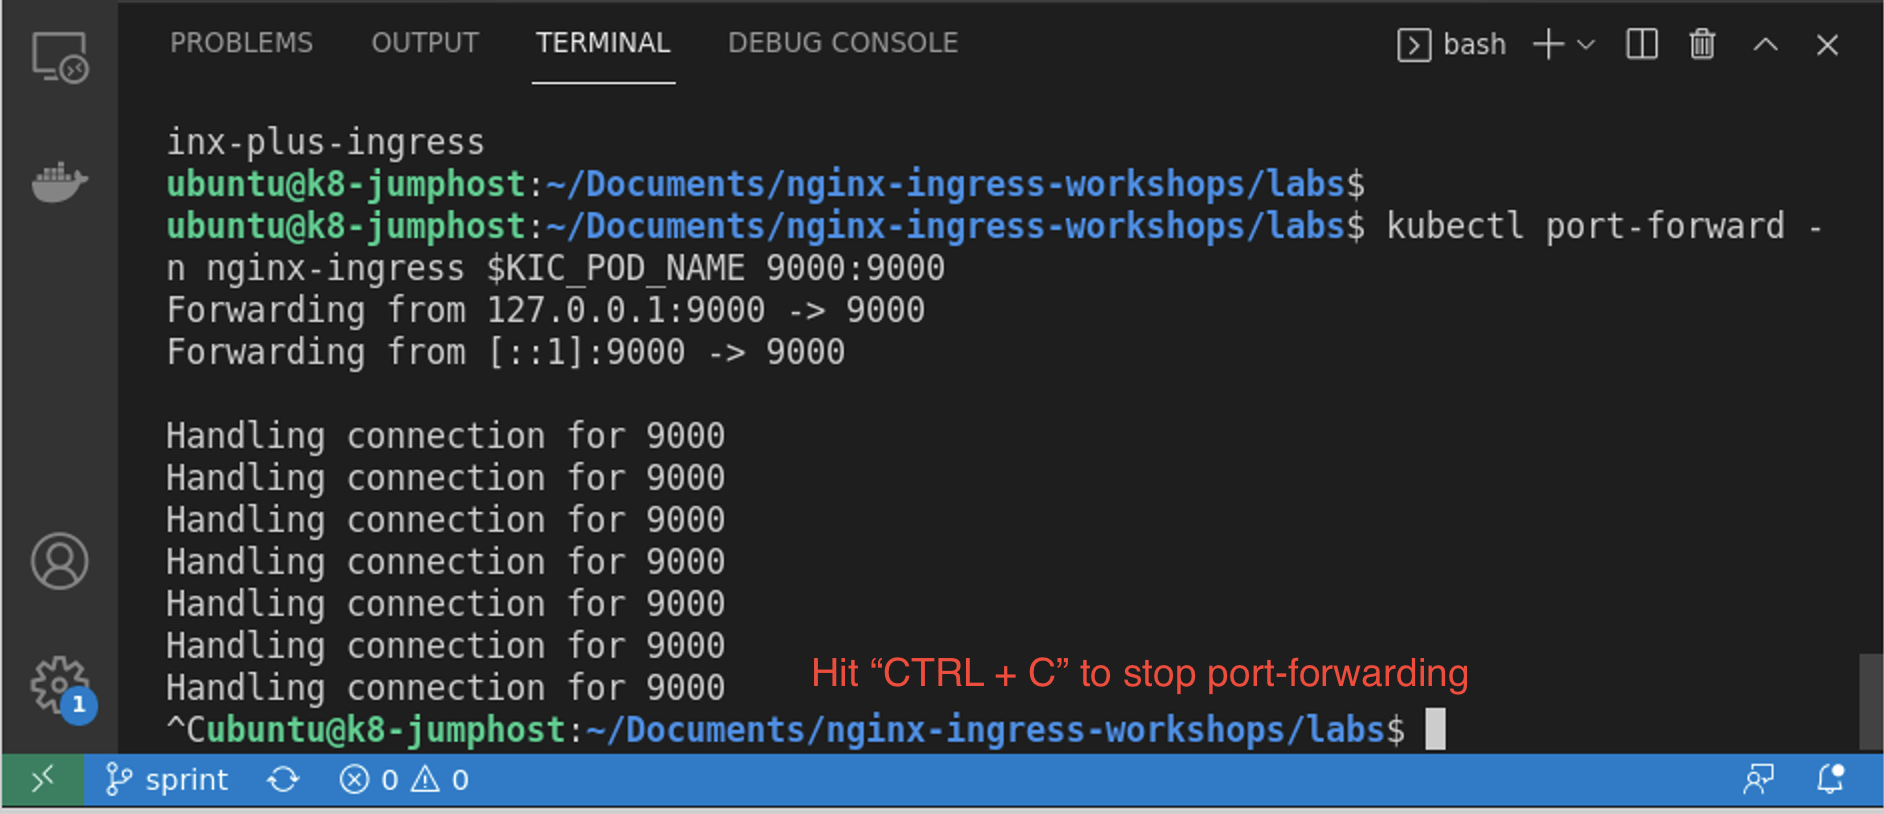 PROBLEMS OUTPUT TERMINAL DEBUG CONSOLE bash
inx-plus-ingress
ubuntu@k8-jumphost:~/Documents/nginx-ingress-workshops/labs$
ubuntu@k8-jumphost:~/Documents/nginx-ingress-workshops/labs$ kubectl port-forward -
n nginx-ingress $KIC_POD_NAME 9000:9000
Forwarding from 127.0.0.1:9000 -> 9000
Forwarding from [::1]:9000 -> 9000
Handling connection for 9000
Handling connection for 9000
Handling connection for 9000
Handling connection for 9000
Handling connection for 9000
Handling connection for 9000
Handling connection for 9000
Hit “CTRL + C” to stop port-forwarding
^Cubuntu@k8-jumphost:~/Documents/nginx-ingress-workshops/labs$
1
sprint 0 0